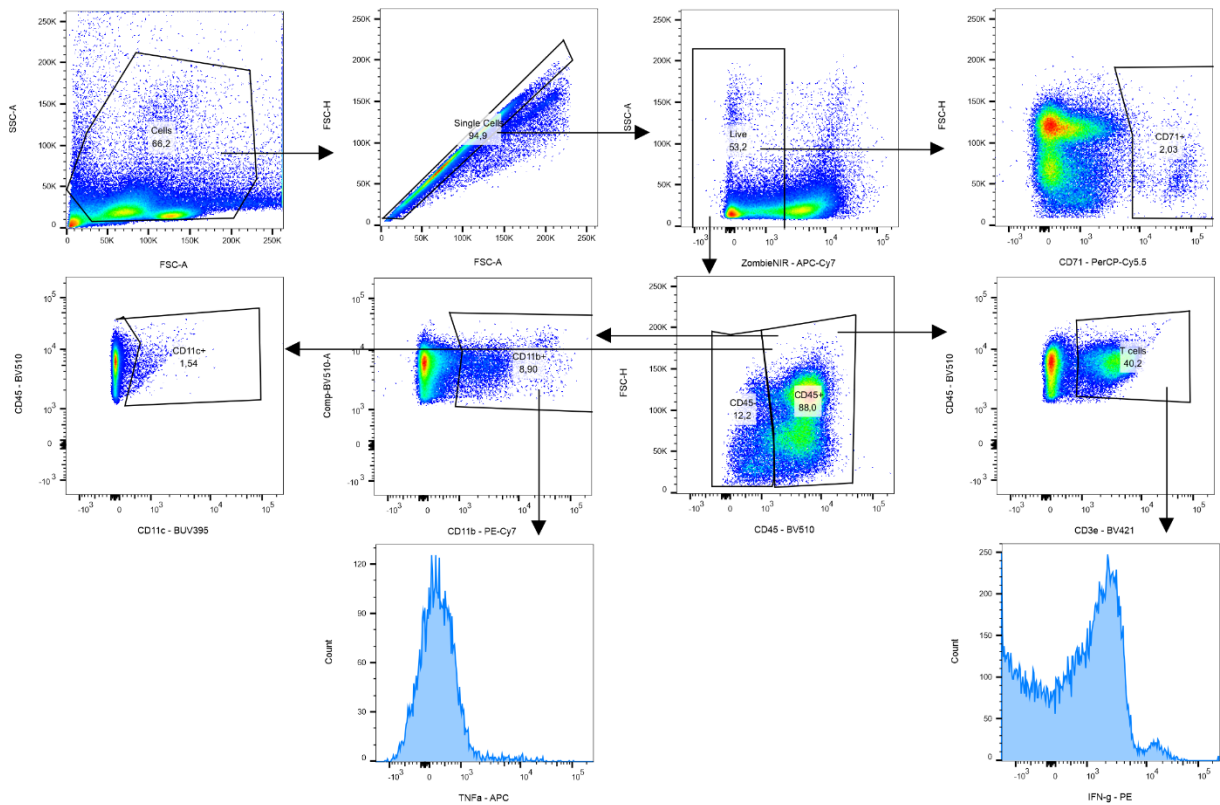 SSC-A
250K
200K
150K
100K
50K
0
Cells
66,2
0 50K 100K 150K 200K 250K
FSC-A
FSC-H
250K
200K
150K
100K
50K
0
Single Cells
94,9
0 50K 100K 150K 200K 250K
FSC-A
SSC-A
250K
200K
150K
100K
50K
0
Live
53,2
-10³ 0 10³ 10⁴ 10⁵
ZombieNIR - APC-Cy7
FSC-H
250K
200K
150K
100K
50K
0
CD71+
2,03
-10³ 0 10³ 10⁴ 10⁵
CD71 - PerCP-Cy5.5
CD45 - BV510
10⁵
10⁴
10³
0
-10³
CD11c+
1,54
-10³ 0 10³ 10⁴ 10⁵
CD11c - BUV395
Comp-BV510-A
10⁵
10⁴
10³
0
-10³
CD11b+
8,90
-10³ 0 10³ 10⁴ 10⁵
CD11b - PE-Cy7
FSC-H
250K
200K
150K
100K
50K
0
CD45-
12,2
CD45+
88,0
-10³ 0 10³ 10⁴ 10⁵
CD45 - BV510
CD45 - BV510
10⁵
10⁴
10³
0
-10³
T cells
40,2
-10³ 0 10³ 10⁴ 10⁵
CD3e - BV421
Count
120
90
60
30
0
-10³ 0 10³ 10⁴ 10⁵
TNFa - APC
Count
250
200
150
100
50
0
-10³ 0 10³ 10⁴ 10⁵
IFN-g - PE